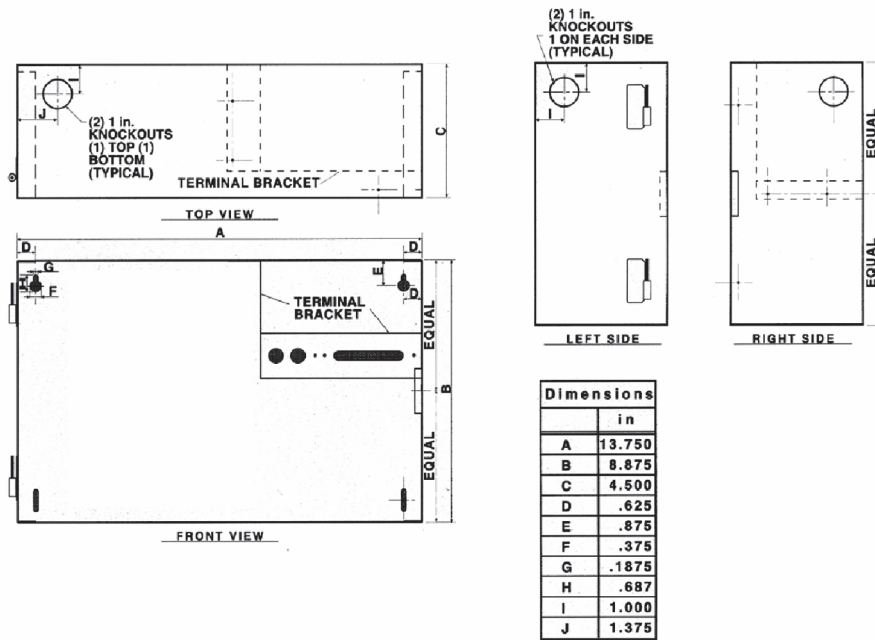 (2) 1 in.
KNOCKOUTS
(1) TOP (1)
BOTTOM
(TYPICAL)
I
J
C
TERMINAL BRACKET
TOP VIEW
A
D
D
G
H
F
E
D
TERMINAL
BRACKET
EQUAL
B
EQUAL
FRONT VIEW
(2) 1 in.
KNOCKOUTS
1 ON EACH SIDE
(TYPICAL)
I
I
LEFT SIDE
EQUAL
EQUAL
RIGHT SIDE
Dimensions
in
A 13.750
B 8.875
C 4.500
D .625
E .875
F .375
G .1875
H .687
I 1.000
J 1.375